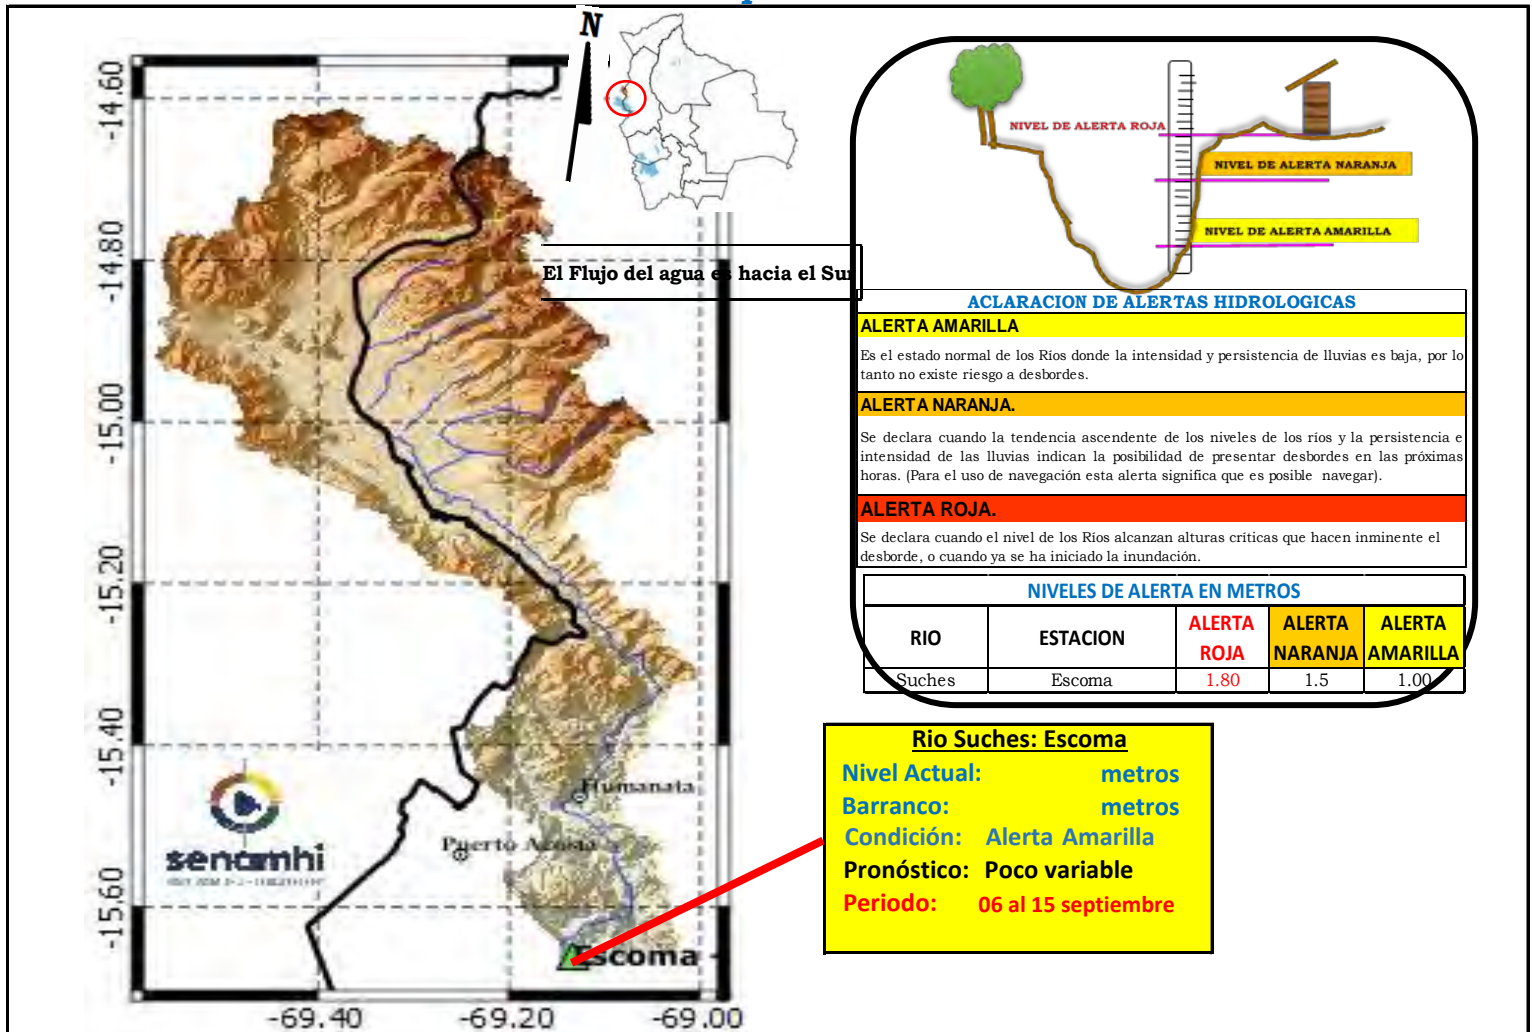 N
-14.60
-14.80
-15.00
-15.20
-15.40
-15.60
-69.40
-69.20
-69.00
El Flujo del agua es hacia el Sur
Humanata
Puerto Acosta
Escoma
senamhi
NIVEL DE ALERTA ROJA
NIVEL DE ALERTA NARANJA
NIVEL DE ALERTA AMARILLA
ACLARACION DE ALERTAS HIDROLOGICAS
ALERTA AMARILLA
Es el estado normal de los Ríos donde la intensidad y persistencia de lluvias es baja, por lo
tanto no existe riesgo a desbordes.
ALERTA NARANJA.
Se declara cuando la tendencia ascendente de los niveles de los ríos y la persistencia e
intensidad de las lluvias indican la posibilidad de presentar desbordes en las próximas
horas. (Para el uso de navegación esta alerta significa que es posible navegar).
ALERTA ROJA.
Se declara cuando el nivel de los Ríos alcanzan alturas críticas que hacen inminente el
desborde, o cuando ya se ha iniciado la inundación.
NIVELES DE ALERTA EN METROS
RIO ESTACION ALERTA ROJA ALERTA NARANJA ALERTA AMARILLA
Suches Escoma 1.80 1.5 1.00
Rio Suches: Escoma
Nivel Actual: metros
Barranco: metros
Condición: Alerta Amarilla
Pronóstico: Poco variable
Periodo: 06 al 15 septiembre